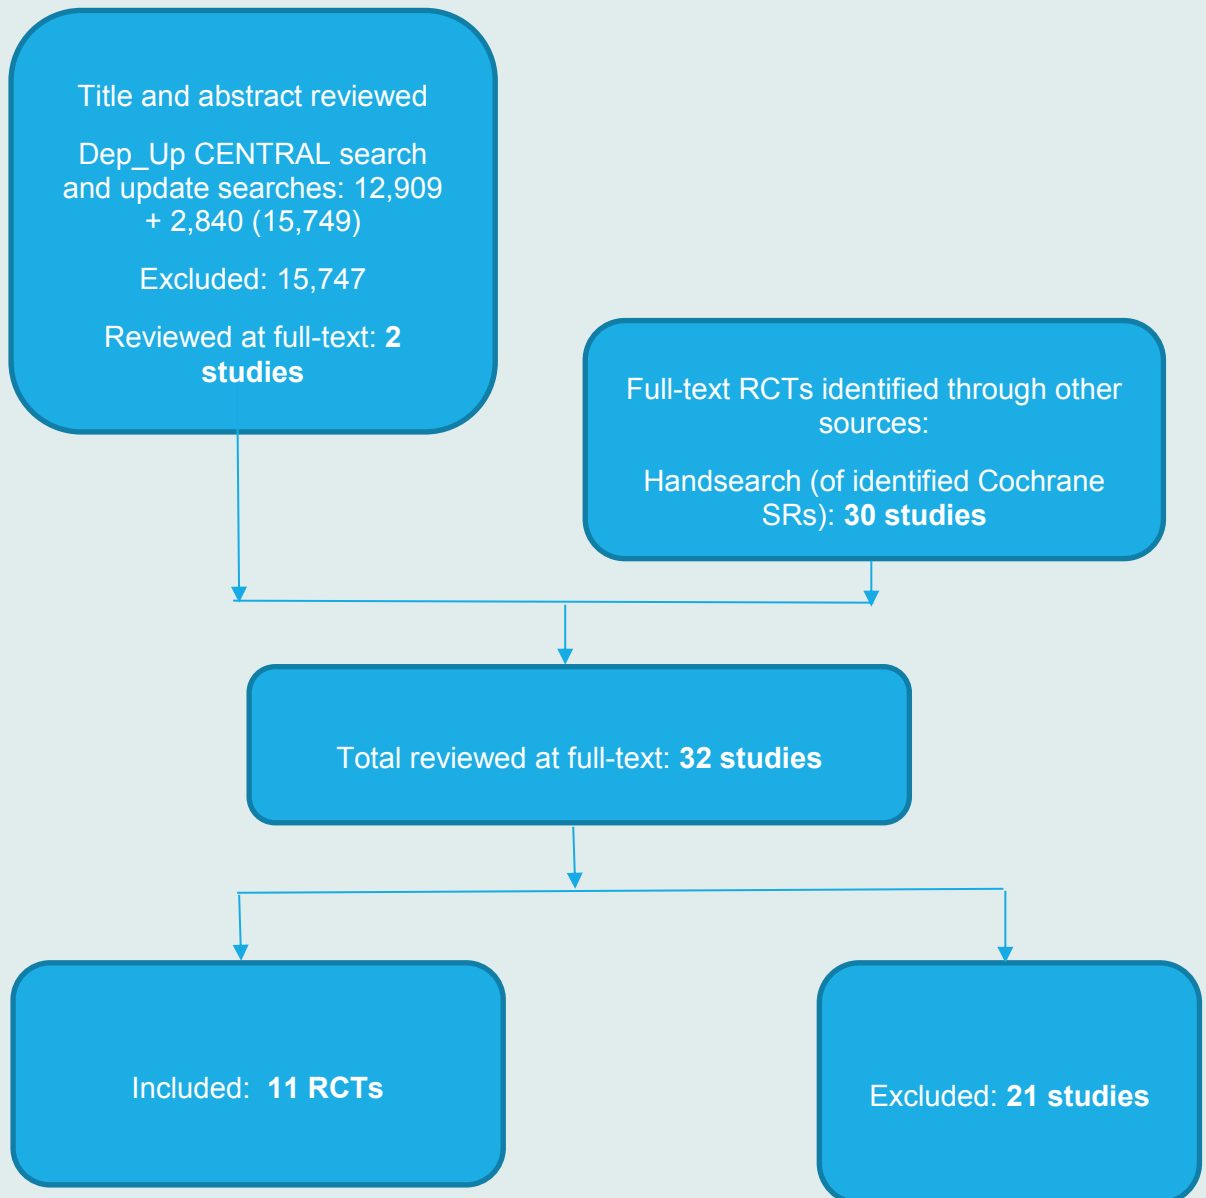 Title and abstract reviewed
Dep_Up CENTRAL search
and update searches: 12,909
+ 2,840 (15,749)
Excluded: 15,747
Reviewed at full-text: 2
studies
Full-text RCTs identified through other
sources:
Handsearch (of identified Cochrane
SRs): 30 studies
Total reviewed at full-text: 32 studies
Included:  11 RCTs
Excluded: 21 studies